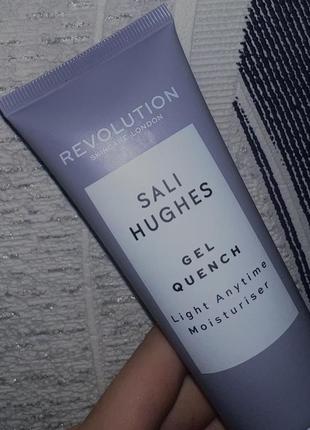 REVOLUTION
SKINCARE LONDON
SALI
HUGHES
GEL
QUENCH
Light Anytime
Moisturiser